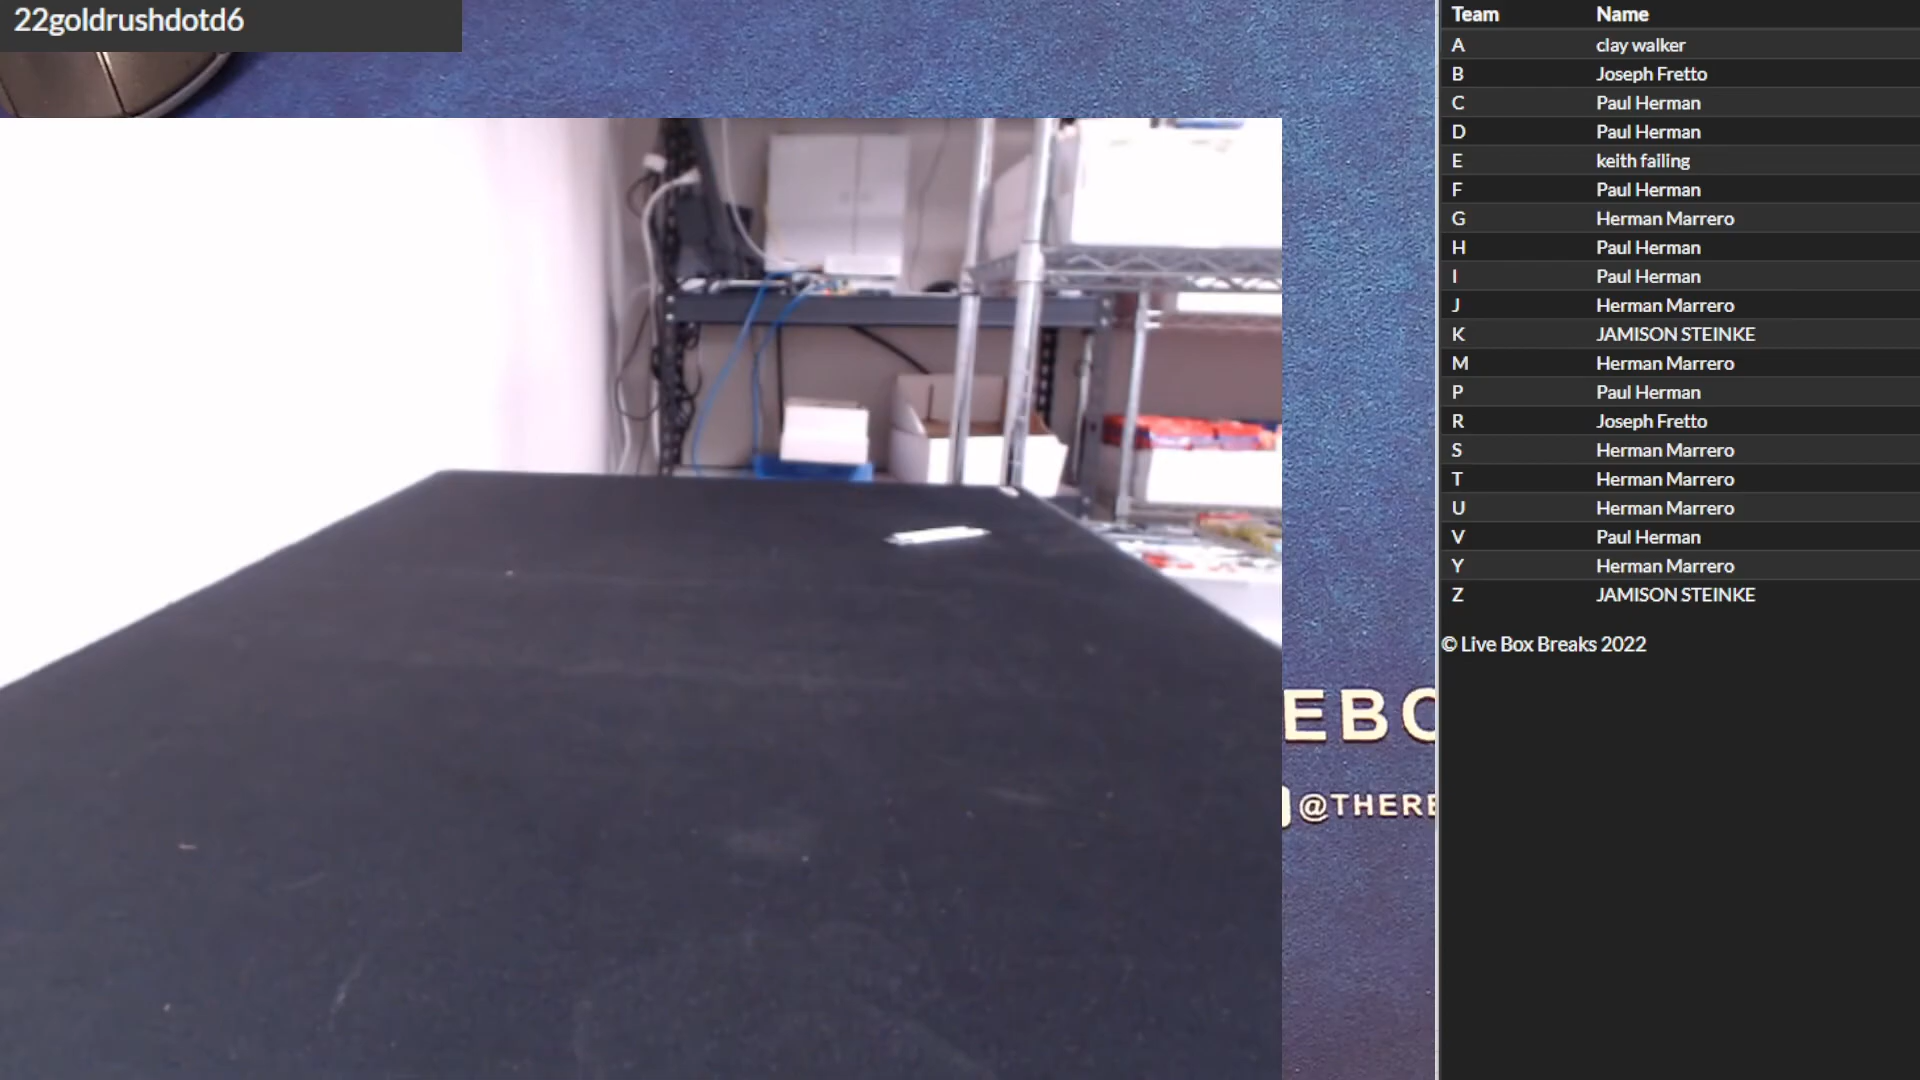 22goldrushdotd6
Team Name
A clay walker
B Joseph Fretto
C Paul Herman
D Paul Herman
E keith failing
F Paul Herman
G Herman Marrero
H Paul Herman
I Paul Herman
J Herman Marrero
K JAMISON STEINKE
M Herman Marrero
P Paul Herman
R Joseph Fretto
S Herman Marrero
T Herman Marrero
U Herman Marrero
V Paul Herman
Y Herman Marrero
Z JAMISON STEINKE
© Live Box Breaks 2022
EBO
@THERE